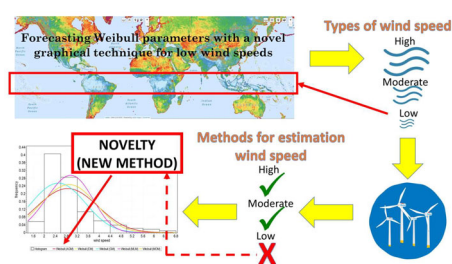 Forecasting Weibull parameters with a novel
graphical technique for low wind speeds
Types of wind speed
High
Moderate
Low
Methods for estimation
wind speed
High
Moderate
Low
NOVELTY
(NEW METHOD)
frequency
wind speed